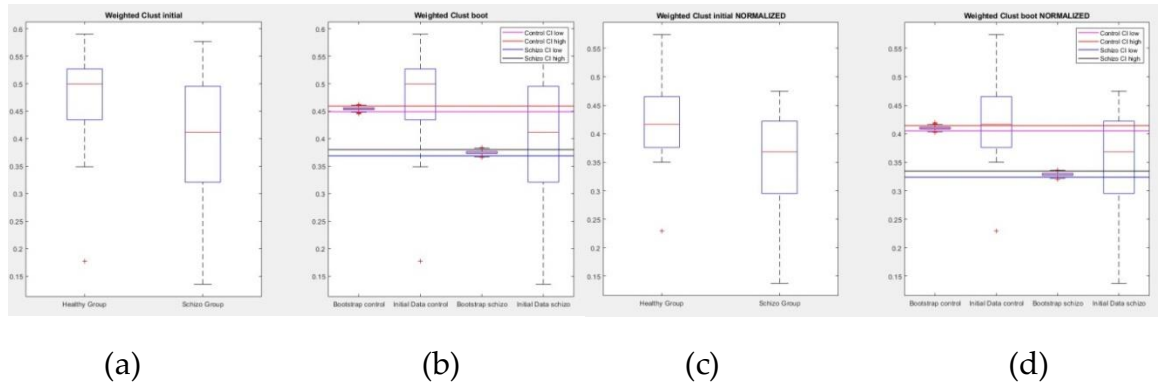 Weighted Clust initial
0.6
0.55
0.5
0.45
0.4
0.35
0.3
0.25
0.2
0.15
Healthy Group Schizo Group
Weighted Clust boot
Control CI low
Control CI high
Schizo CI low
Schizo CI high
0.6
0.55
0.5
0.45
0.4
0.35
0.3
0.25
0.2
0.15
Bootstrap control Initial Data control Bootstrap schizo Initial Data schizo
Weighted Clust initial NORMALIZED
0.55
0.5
0.45
0.4
0.35
0.3
0.25
0.2
0.15
Healthy Group Schizo Group
Weighted Clust boot NORMALIZED
Control CI low
Control CI high
Schizo CI low
Schizo CI high
0.55
0.5
0.45
0.4
0.35
0.3
0.25
0.2
0.15
Bootstrap control Initial Data control Bootstrap schizo Initial Data schizo
(a) (b) (c) (d)